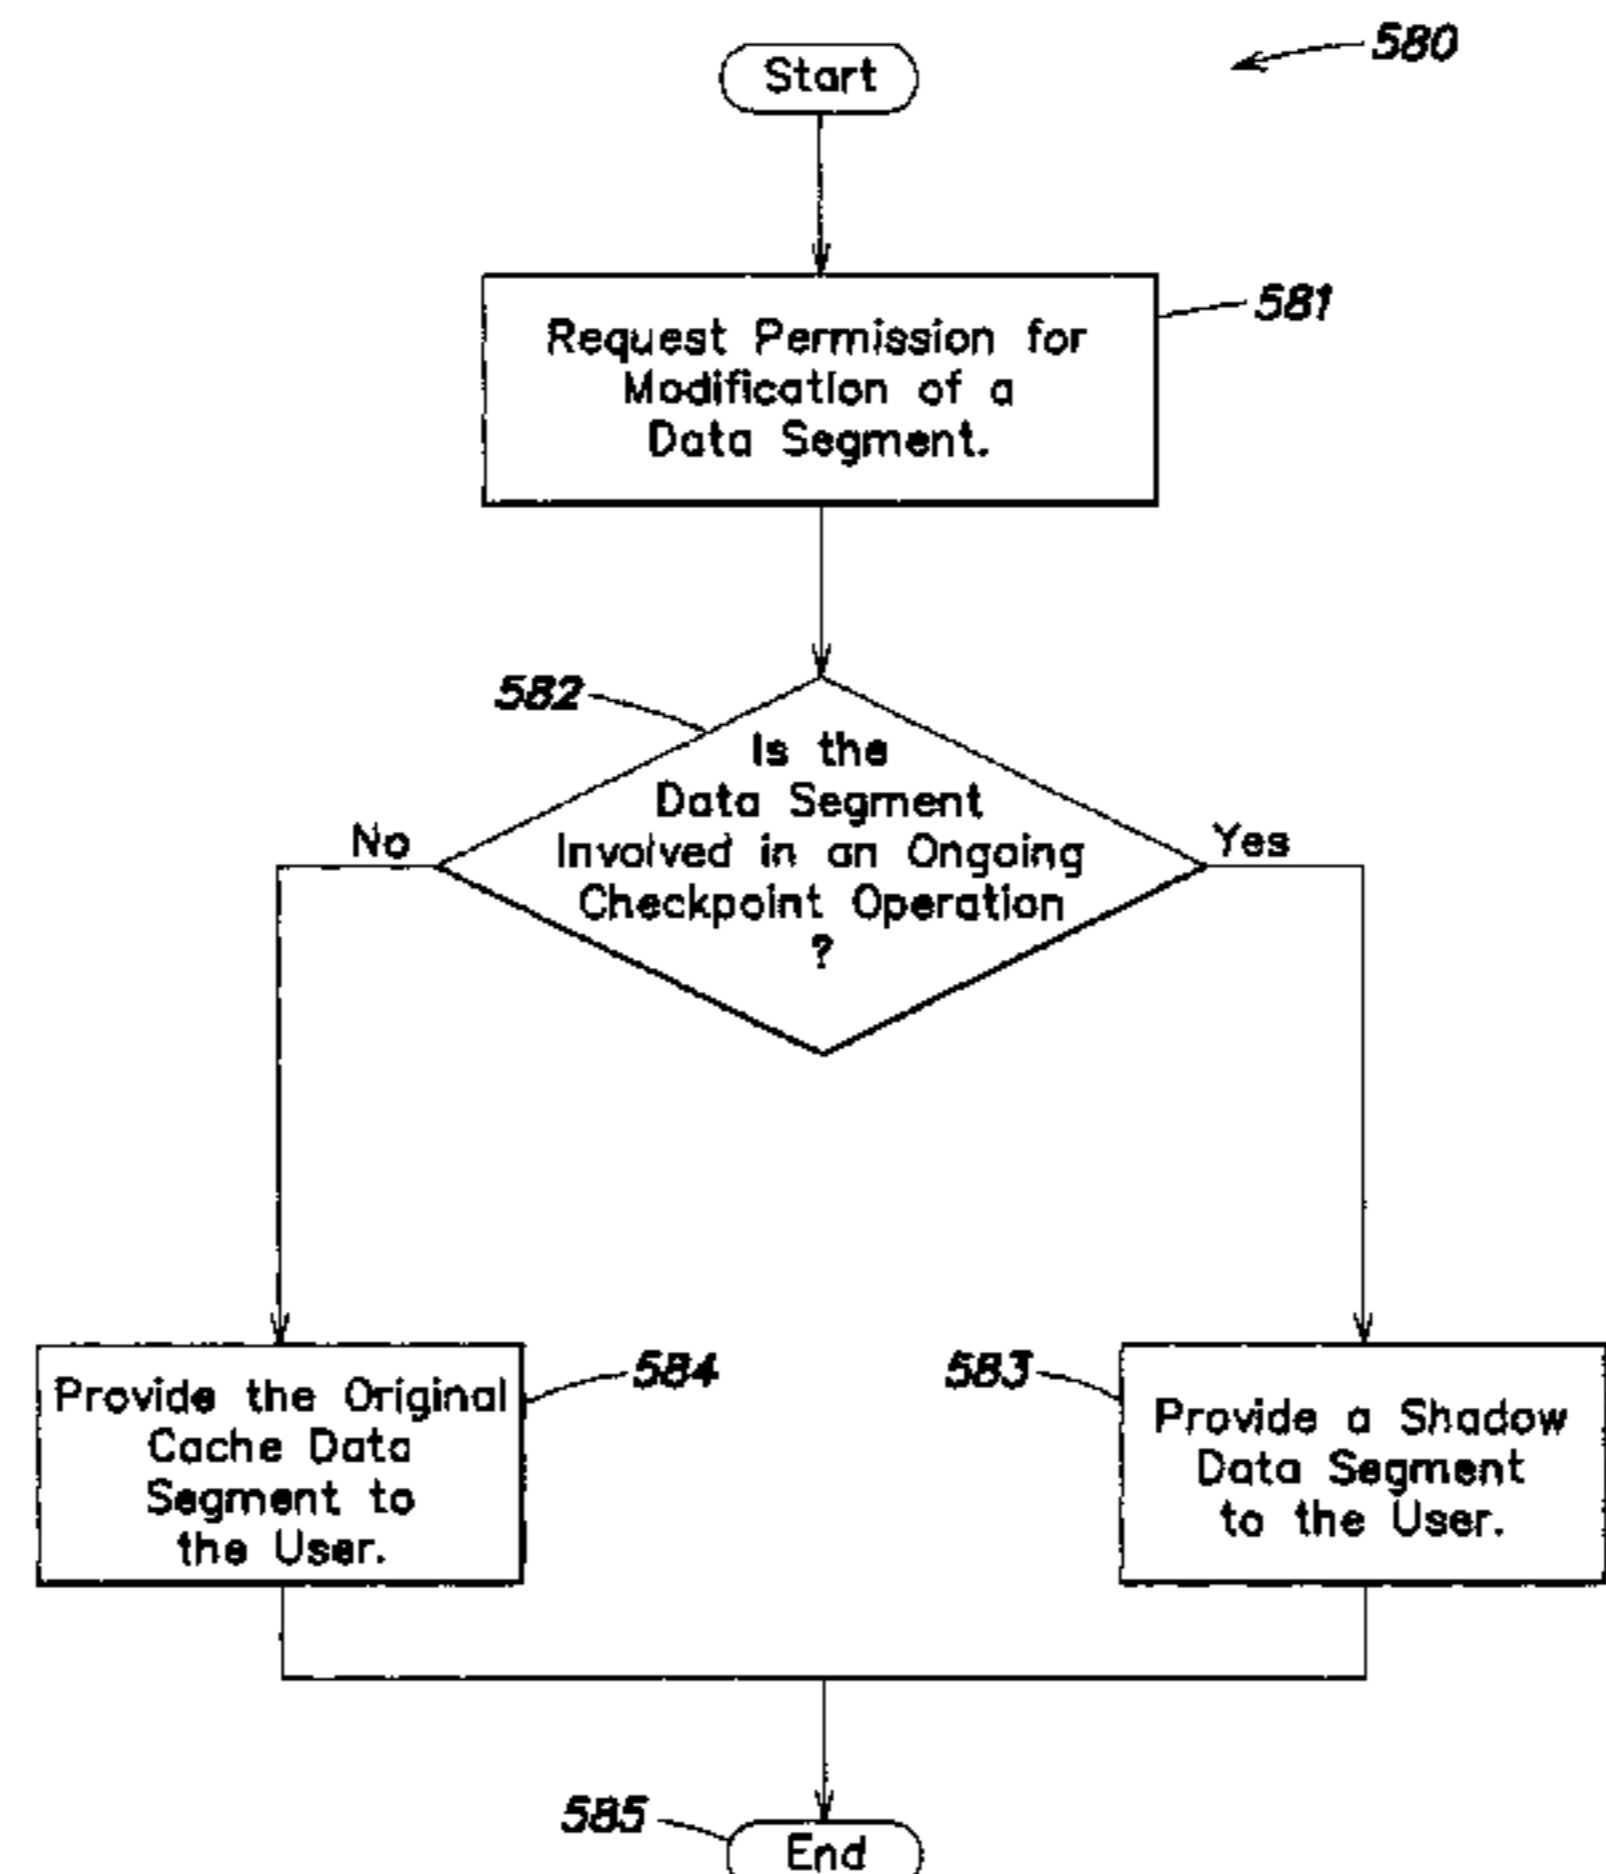 580
Start
581
Request Permission for
Modification of a
Data Segment.
582
Is the
Data Segment
Involved in an Ongoing
Checkpoint Operation
?
No
Yes
584
Provide the Original
Cache Data
Segment to
the User.
583
Provide a Shadow
Data Segment
to the User.
585
End